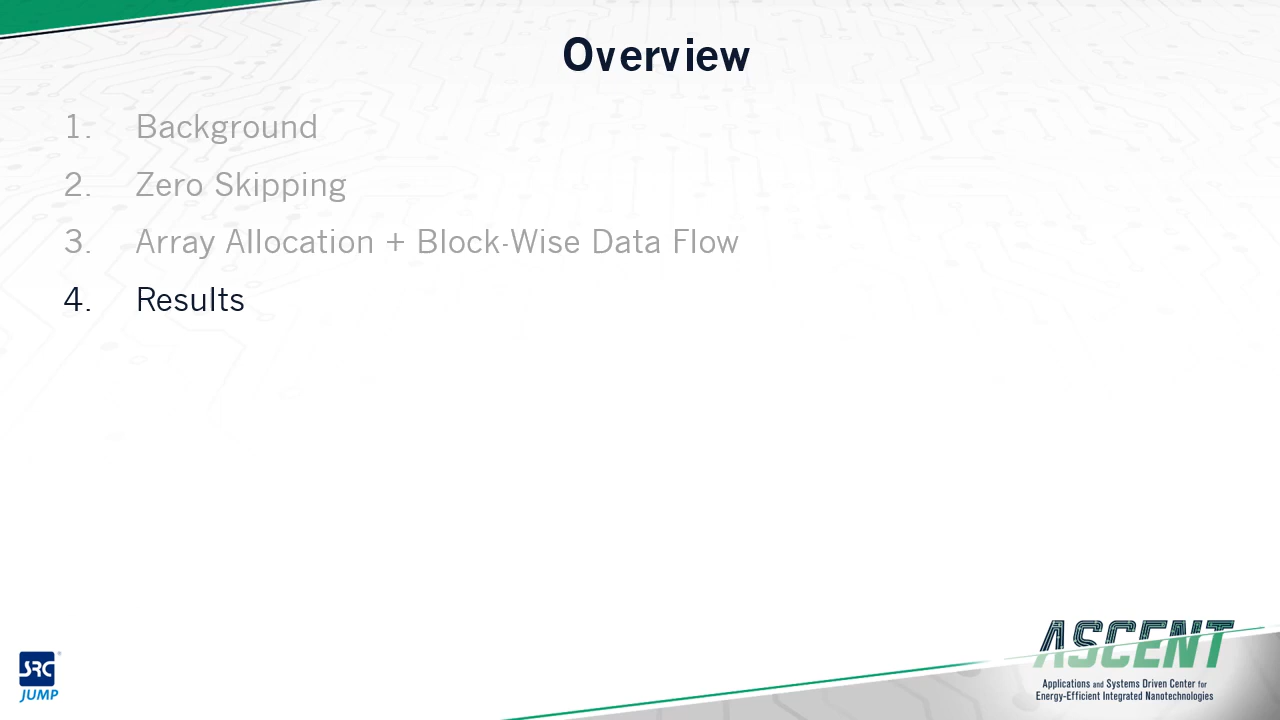 Overview
1. Background
2. Zero Skipping
3. Array Allocation + Block-Wise Data Flow
4. Results
SRC®
JUMP
ASCENT
Applications and Systems Driven Center for
Energy-Efficient Integrated Nanotechnologies